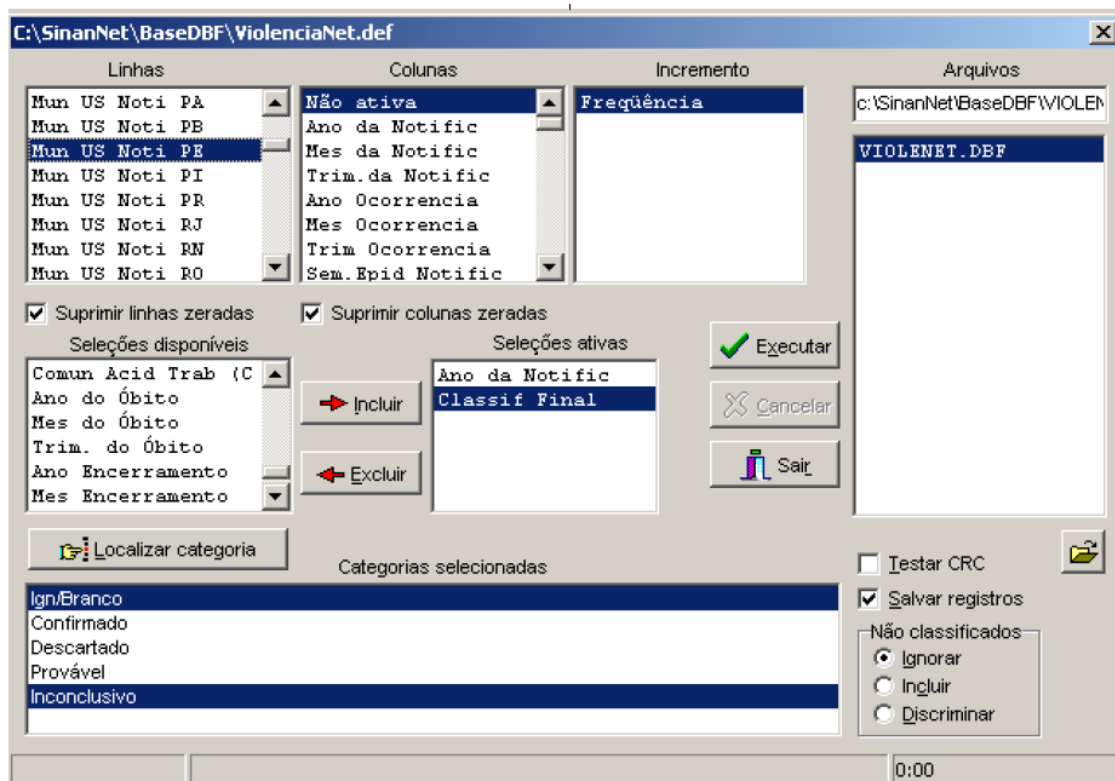 C:\SinanNet\BaseDBF\ViolenciaNet.def
Linhas
Mun US Noti PA
Mun US Noti PB
Mun US Noti PE
Mun US Noti PI
Mun US Noti PR
Mun US Noti RJ
Mun US Noti RN
Mun US Noti RO
Colunas
Não ativa
Ano da Notific
Mes da Notific
Trim.da Notific
Ano Ocorrencia
Mes Ocorrencia
Trim Ocorrencia
Sem.Epid Notific
Incremento
Freqüência
Arquivos
c:\SinanNet\BaseDBF\VIOLEN
VIOLENET.DBF
Suprimir linhas zeradas
Suprimir colunas zeradas
Seleções disponíveis
Comun Acid Trab (C
Ano do Óbito
Mes do Óbito
Trim. do Óbito
Ano Encerramento
Mes Encerramento
Incluir
Excluir
Seleções ativas
Ano da Notific
Classif Final
Executar
Cancelar
Sair
Localizar categoria
Categorias selecionadas
Ign/Branco
Confirmado
Descartado
Provável
Inconclusivo
Testar CRC
Salvar registros
Não classificados
Ignorar
Incluir
Discriminar
0:00